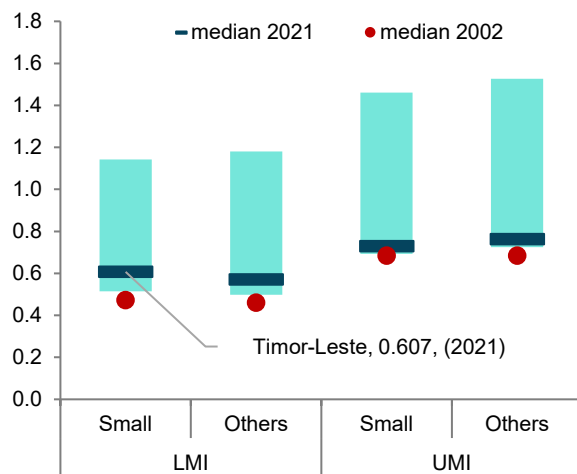 1.8
median 2021 median 2002
1.6
1.4
1.2
1.0
0.8
0.6
0.4
Timor-Leste, 0.607, (2021)
0.2
0.0
Small Others Small Others
LMI UMI